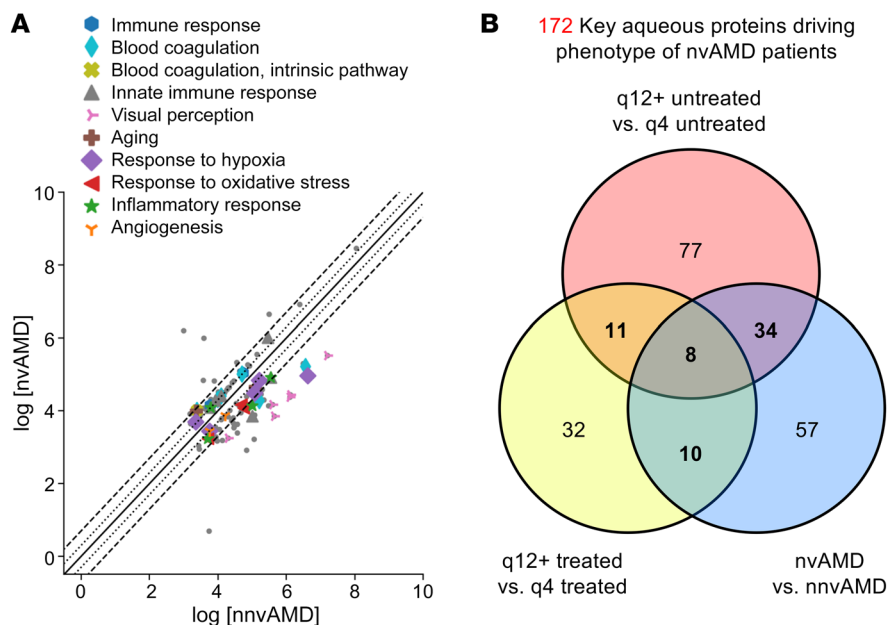 A
Immune response
Blood coagulation
Blood coagulation, intrinsic pathway
Innate immune response
Visual perception
Aging
Response to hypoxia
Response to oxidative stress
Inflammatory response
Angiogenesis
10
8
6
4
2
0
log [nvAMD]
0 2 4 6 8 10
log [nnvAMD]
B
172 Key aqueous proteins driving
phenotype of nvAMD patients
q12+ untreated
vs. q4 untreated
77
11
34
8
32
57
10
q12+ treated
vs. q4 treated
nvAMD
vs. nnvAMD